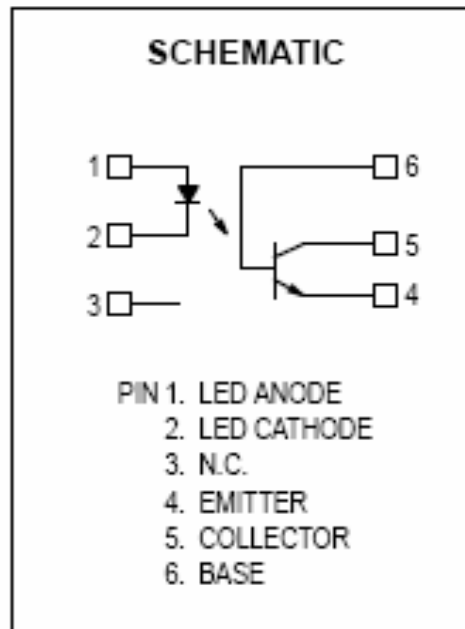 SCHEMATIC
1
6
2
5
3
4
PIN 1. LED ANODE
2. LED CATHODE
3. N.C.
4. EMITTER
5. COLLECTOR
6. BASE